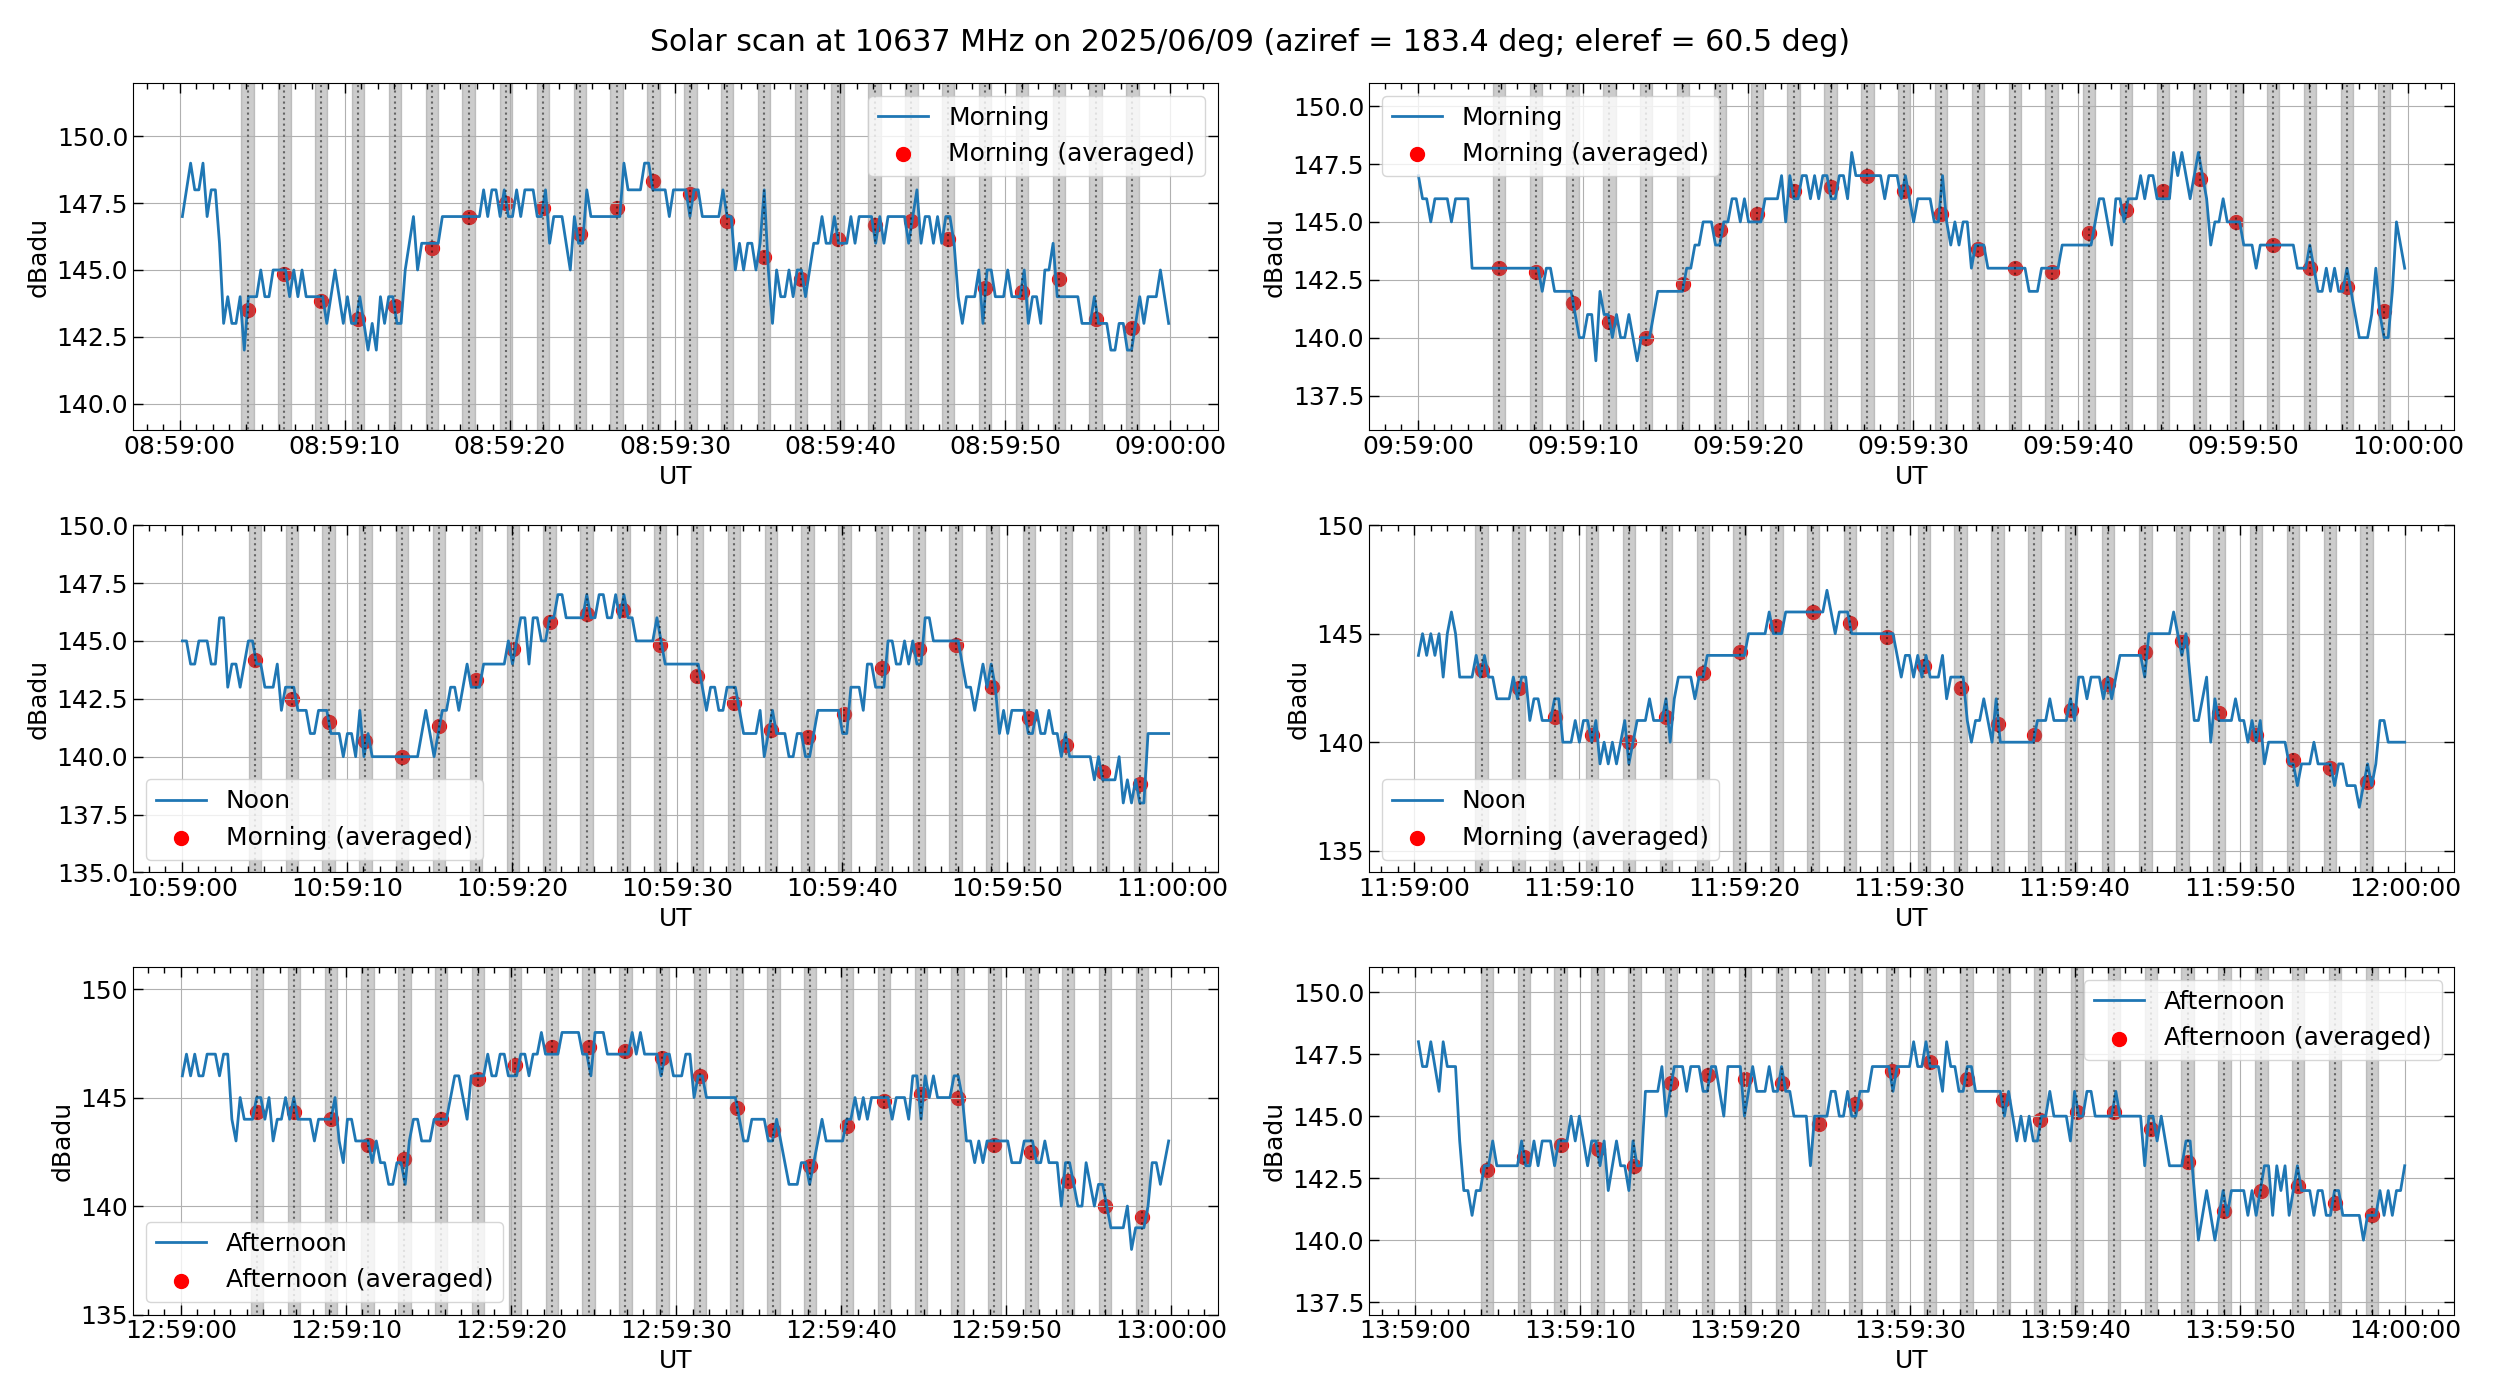 Solar scan at 10637 MHz on 2025/06/09 (aziref = 183.4 deg; eleref = 60.5 deg)
150.0
147.5
145.0
142.5
140.0
dBadu
Morning
Morning (averaged)
08:59:00 08:59:10 08:59:20 08:59:30 08:59:40 08:59:50 09:00:00
UT
150.0
147.5
145.0
142.5
140.0
137.5
dBadu
Morning
Morning (averaged)
09:59:00 09:59:10 09:59:20 09:59:30 09:59:40 09:59:50 10:00:00
UT
150.0
147.5
145.0
142.5
140.0
137.5
135.0
dBadu
Noon
Morning (averaged)
10:59:00 10:59:10 10:59:20 10:59:30 10:59:40 10:59:50 11:00:00
UT
150
145
140
135
dBadu
Noon
Morning (averaged)
11:59:00 11:59:10 11:59:20 11:59:30 11:59:40 11:59:50 12:00:00
UT
150
145
140
135
dBadu
Afternoon
Afternoon (averaged)
12:59:00 12:59:10 12:59:20 12:59:30 12:59:40 12:59:50 13:00:00
UT
150.0
147.5
145.0
142.5
140.0
137.5
dBadu
Afternoon
Afternoon (averaged)
13:59:00 13:59:10 13:59:20 13:59:30 13:59:40 13:59:50 14:00:00
UT